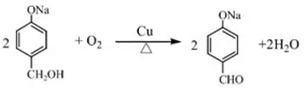 ONa ONa
2 + O₂ Cu △ 2 +2H₂O
CH₂OH CHO